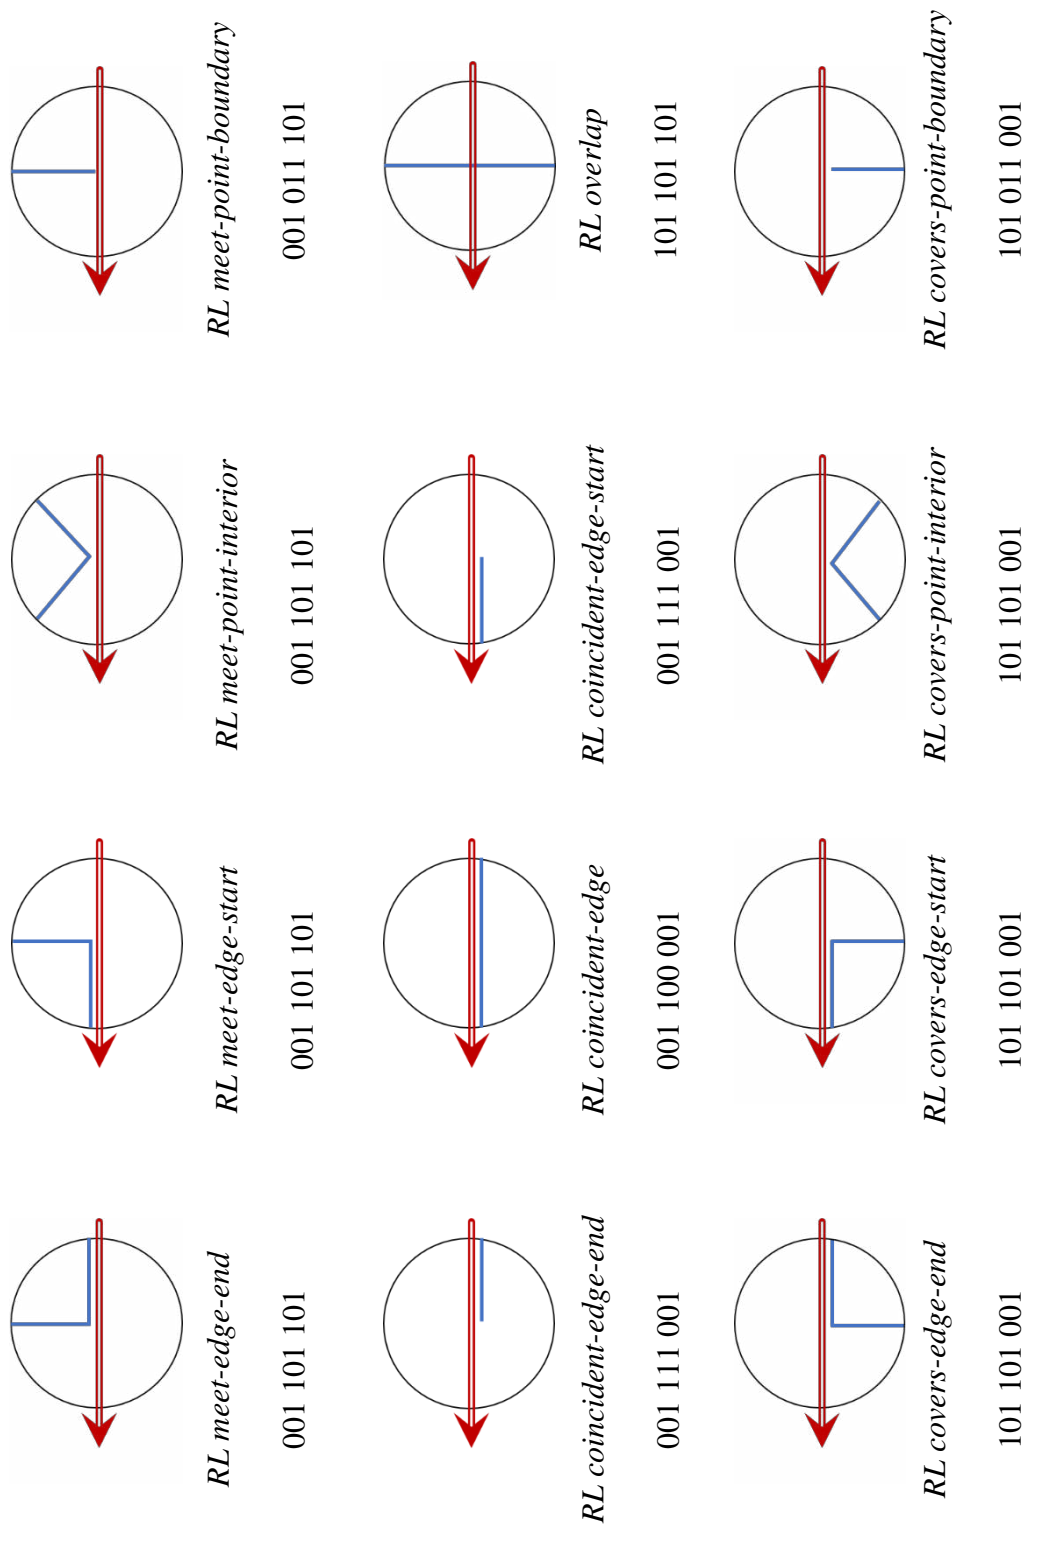 RL meet-edge-end
001 101 101
RL meet-edge-start
001 101 101
RL meet-point-interior
001 101 101
RL meet-point-boundary
001 011 101
RL coincident-edge-end
001 111 001
RL coincident-edge
001 100 001
RL coincident-edge-start
001 111 001
RL overlap
101 101 101
RL covers-edge-end
101 101 001
RL covers-edge-start
101 101 001
RL covers-point-interior
101 101 001
RL covers-point-boundary
101 011 001